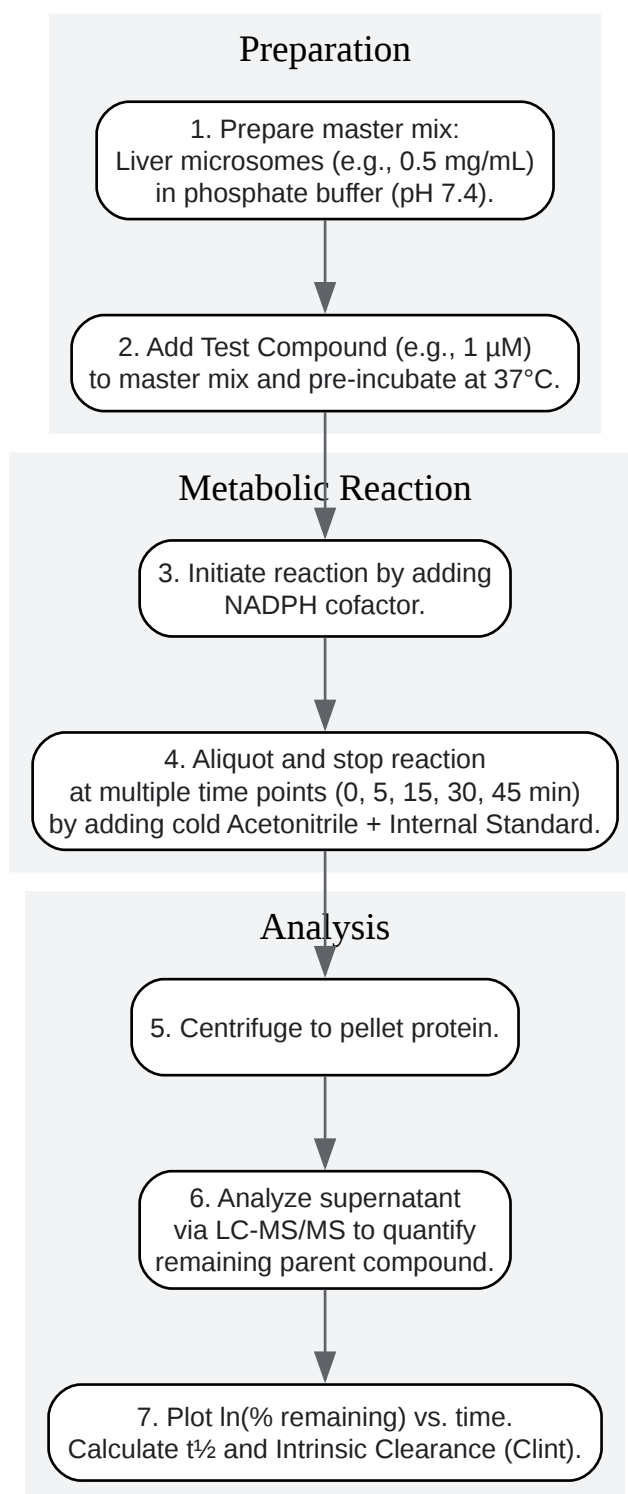 Preparation
1. Prepare master mix:
Liver microsomes (e.g., 0.5 mg/mL)
in phosphate buffer (pH 7.4).
2. Add Test Compound (e.g., 1 µM)
to master mix and pre-incubate at 37°C.
Metabolic Reaction
3. Initiate reaction by adding
NADPH cofactor.
4. Aliquot and stop reaction
at multiple time points (0, 5, 15, 30, 45 min)
by adding cold Acetonitrile + Internal Standard.
Analysis
5. Centrifuge to pellet protein.
6. Analyze supernatant
via LC-MS/MS to quantify
remaining parent compound.
7. Plot ln(% remaining) vs. time.
Calculate t½ and Intrinsic Clearance (Clint).